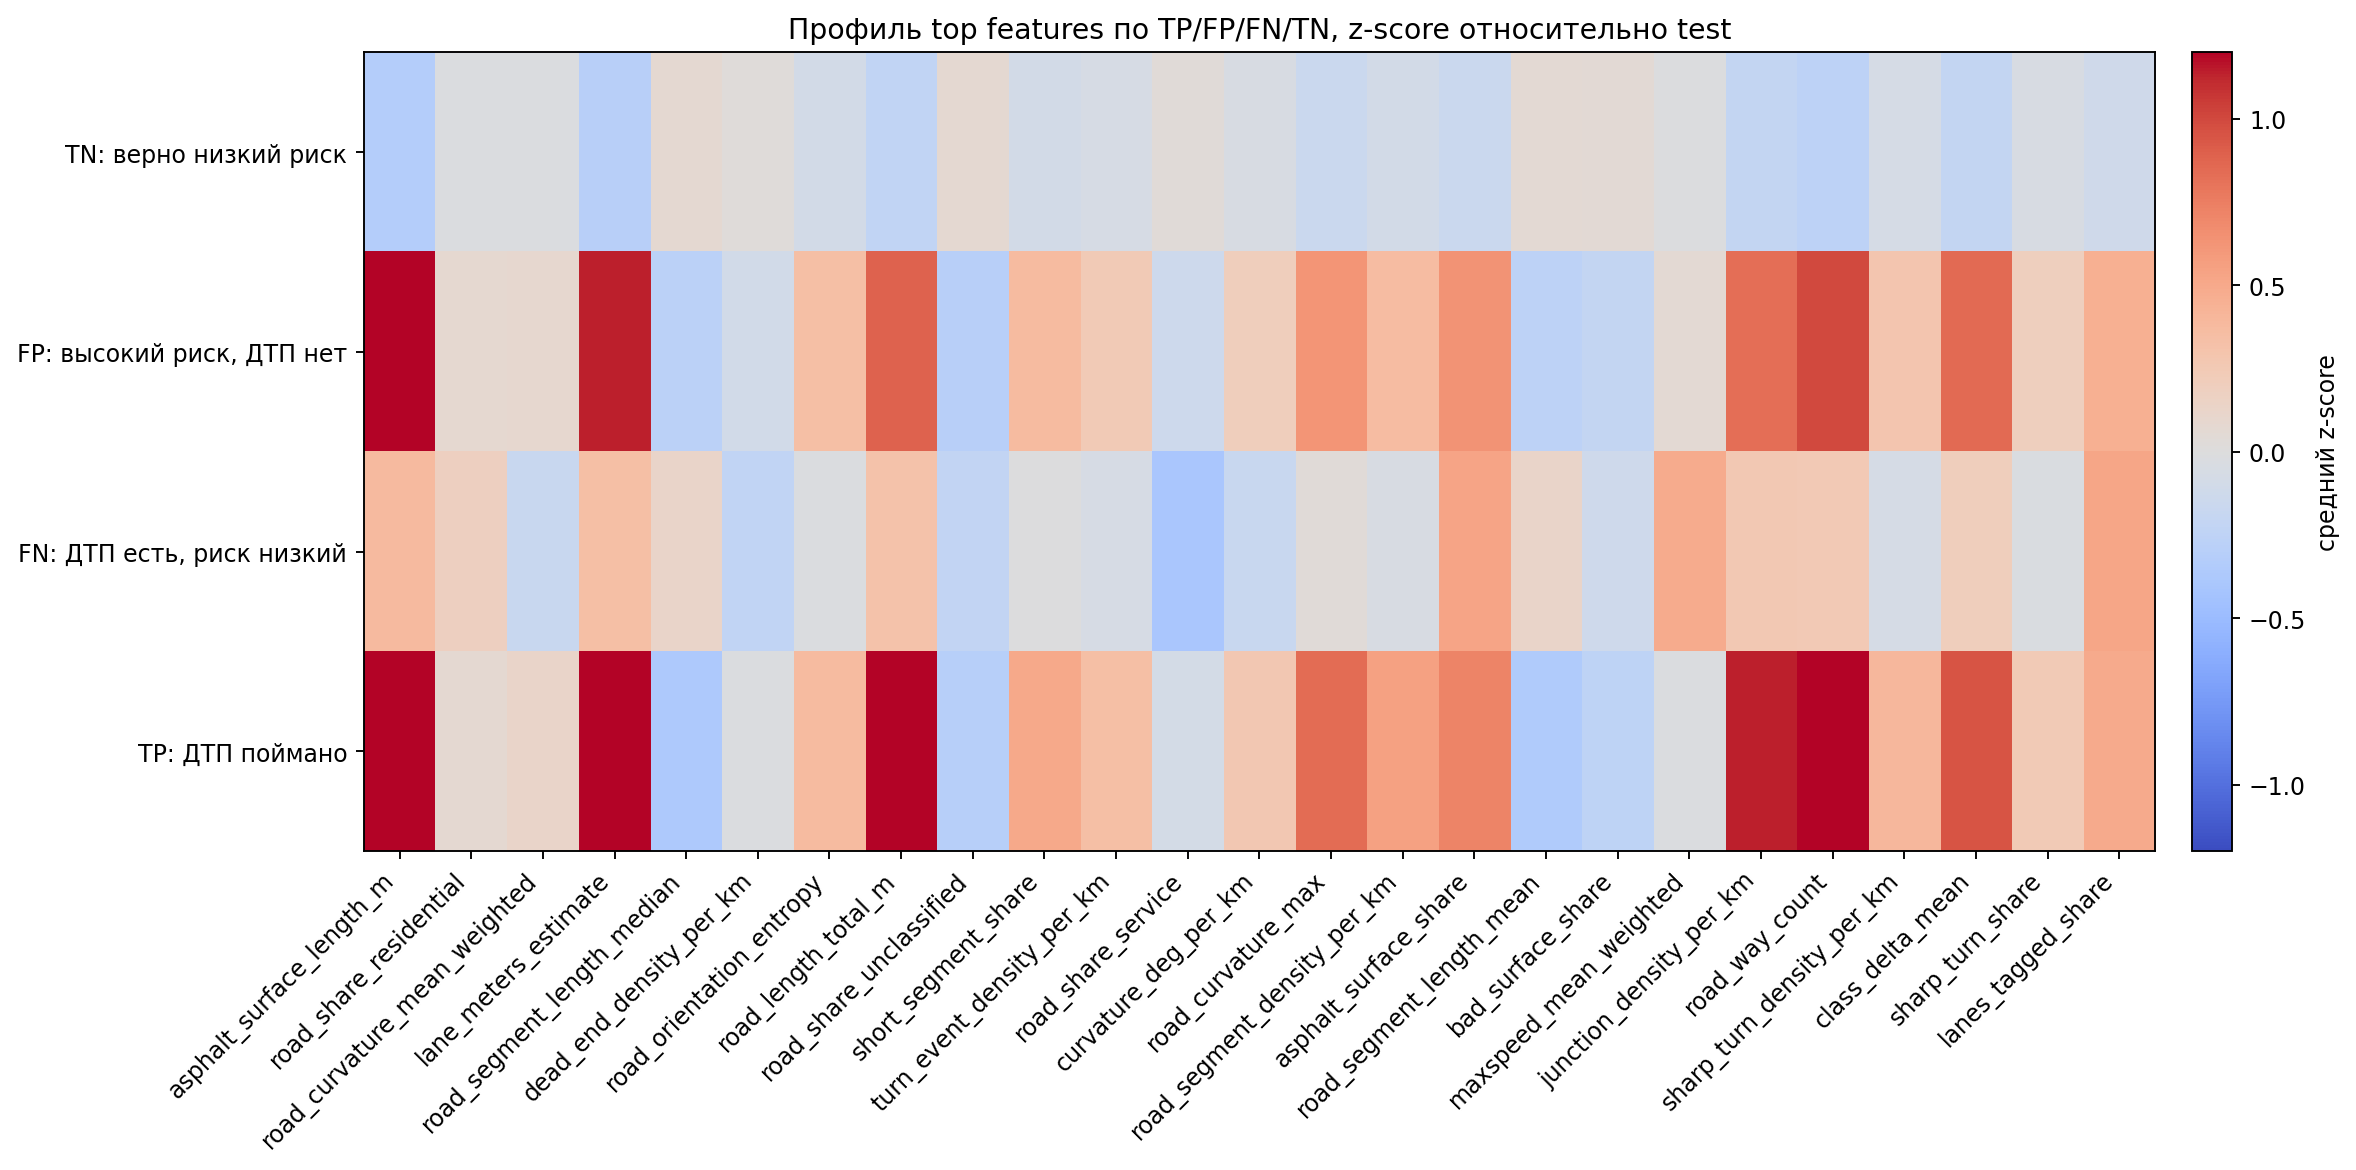 Профиль top features по TP/FP/FN/TN, z-score относительно test
TN: верно низкий риск
FP: высокий риск, ДТП нет
FN: ДТП есть, риск низкий
TP: ДТП поймано
asphalt_surface_length_m
road_share_residential
road_curvature_mean_weighted
lane_meters_estimate
road_segment_length_median
dead_end_density_per_km
road_orientation_entropy
road_length_total_m
road_share_unclassified
short_segment_share
turn_event_density_per_km
road_share_service
curvature_deg_per_km
road_curvature_max
road_segment_density_per_km
asphalt_surface_share
road_segment_length_mean
bad_surface_share
maxspeed_mean_weighted
junction_density_per_km
road_way_count
sharp_turn_density_per_km
class_delta_mean
sharp_turn_share
lanes_tagged_share
1.0
0.5
0.0
−0.5
−1.0
средний z-score